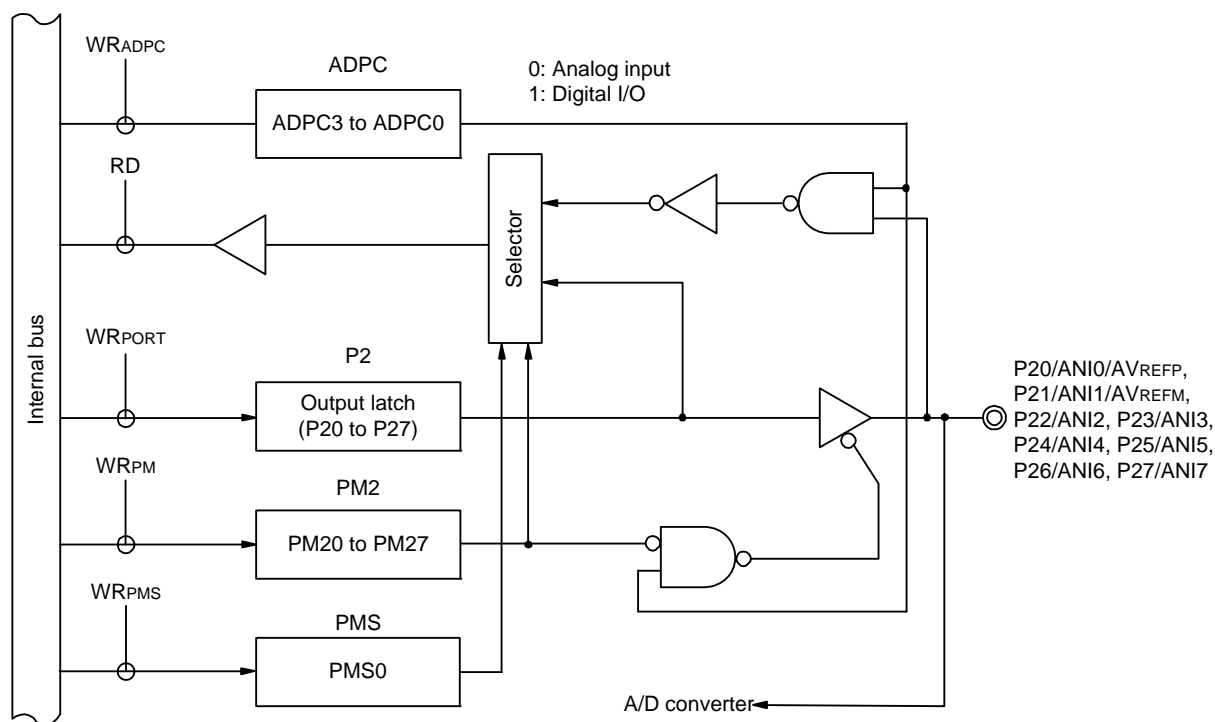 WRADPC
ADPC
0: Analog input
1: Digital I/O
ADPC3 to ADPC0
RD
Selector
Internal bus
WRPORT
P2
Output latch
(P20 to P27)
P20/ANI0/AVREFP,
P21/ANI1/AVREFM,
P22/ANI2, P23/ANI3,
P24/ANI4, P25/ANI5,
P26/ANI6, P27/ANI7
WRPM
PM2
PM20 to PM27
WRPMS
PMS
PMS0
A/D converter